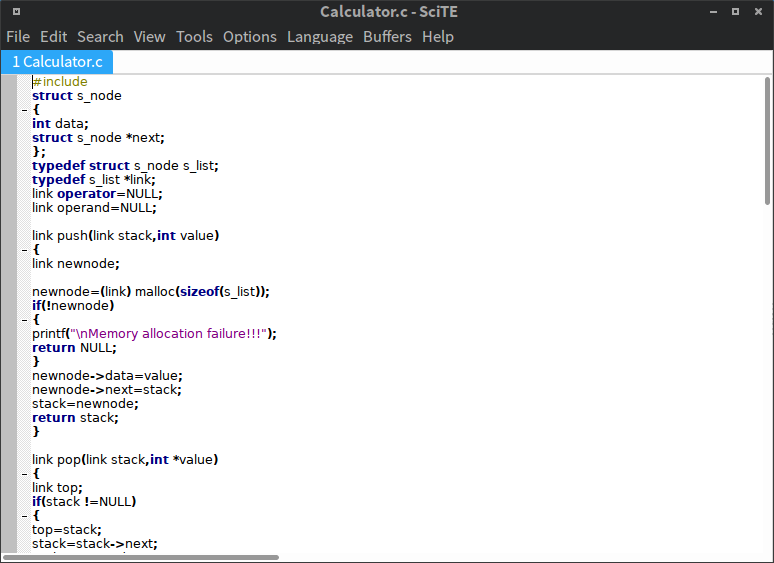 Calculator.c - SciTE
File Edit Search View Tools Options Language Buffers Help
1 Calculator.c
#include
struct s_node
{
int data;
struct s_node *next;
};
typedef struct s_node s_list;
typedef s_list *link;
link operator=NULL;
link operand=NULL;

link push(link stack,int value)
{
link newnode;

newnode=(link) malloc(sizeof(s_list));
if(!newnode)
{
printf("\nMemory allocation failure!!!");
return NULL;
}
newnode->data=value;
newnode->next=stack;
stack=newnode;
return stack;
}

link pop(link stack,int *value)
{
link top;
if(stack !=NULL)
{
top=stack;
stack=stack->next;